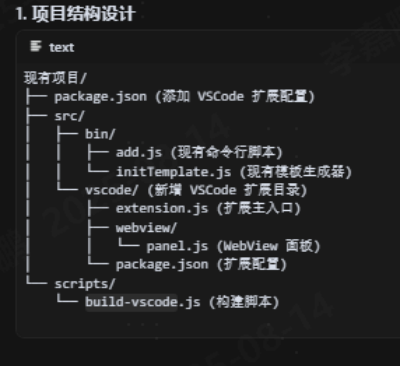 1. 项目结构设计
text
现有项目/
├── package.json (添加 VSCode 扩展配置)
├── src/
│   ├── bin/
│   │   ├── add.js (现有命令行脚本)
│   │   └── initTemplate.js (现有模板生成器)
│   └── vscode/ (新增 VSCode 扩展目录)
│       ├── extension.js (扩展主入口)
│       ├── webview/
│       │   └── panel.js (WebView 面板)
│       └── package.json (扩展配置)
└── scripts/
    └── build-vscode.js (构建脚本)